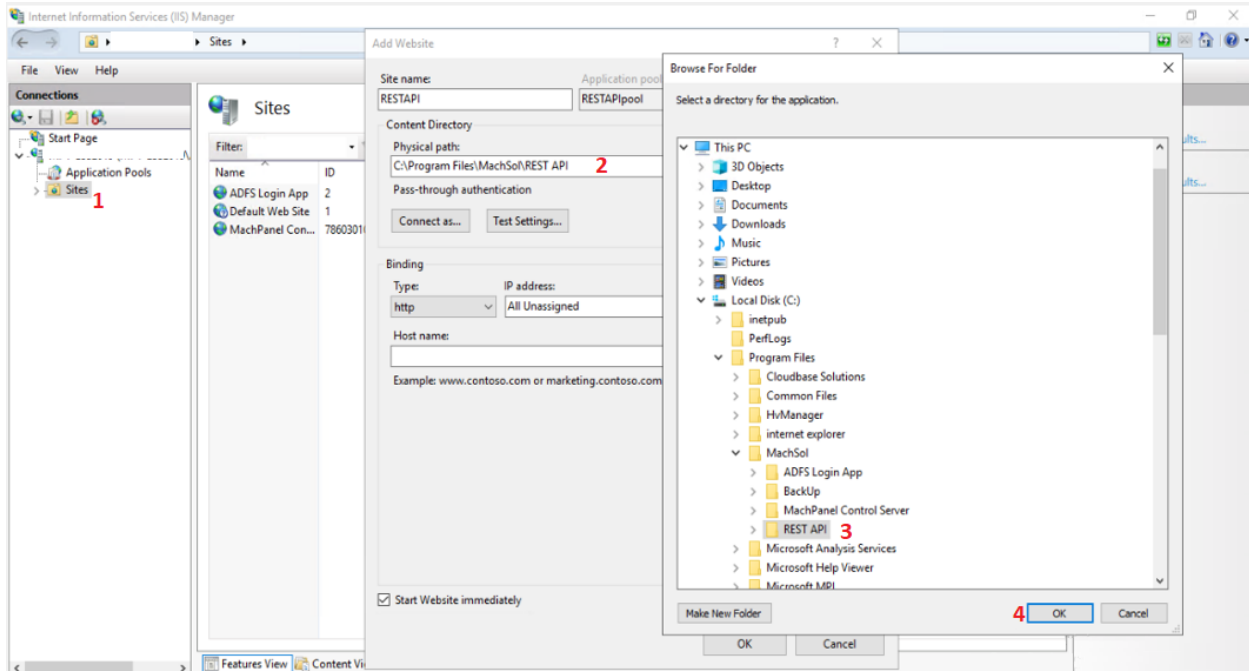 Internet Information Services (IIS) Manager
Sites
File View Help
Connections
Start Page
Application Pools
Sites
1
Sites
Filter:
Name ID
ADFS Login App 2
Default Web Site 1
MachPanel Con... 7860301
Features View Content Vi
Add Website ?
Site name: Application pool
RESTAPI RESTAPIpool
Content Directory
Physical path:
C:\Program Files\MachSol\REST API 2
Pass-through authentication
Connect as... Test Settings...
Binding
Type: IP address:
http All Unassigned
Host name:
Example: www.contoso.com or marketing.contoso.com
Start Website immediately
OK Cancel
Browse For Folder
Select a directory for the application.
This PC
3D Objects
Desktop
Documents
Downloads
Music
Pictures
Videos
Local Disk (C:)
inetpub
PerfLogs
Program Files
Cloudbase Solutions
Common Files
HvManager
internet explorer
MachSol
ADFS Login App
BackUp
MachPanel Control Server
REST API 3
Microsoft Analysis Services
Microsoft Help Viewer
Microsoft MPI
Make New Folder 4 OK Cancel
ults...
ults...